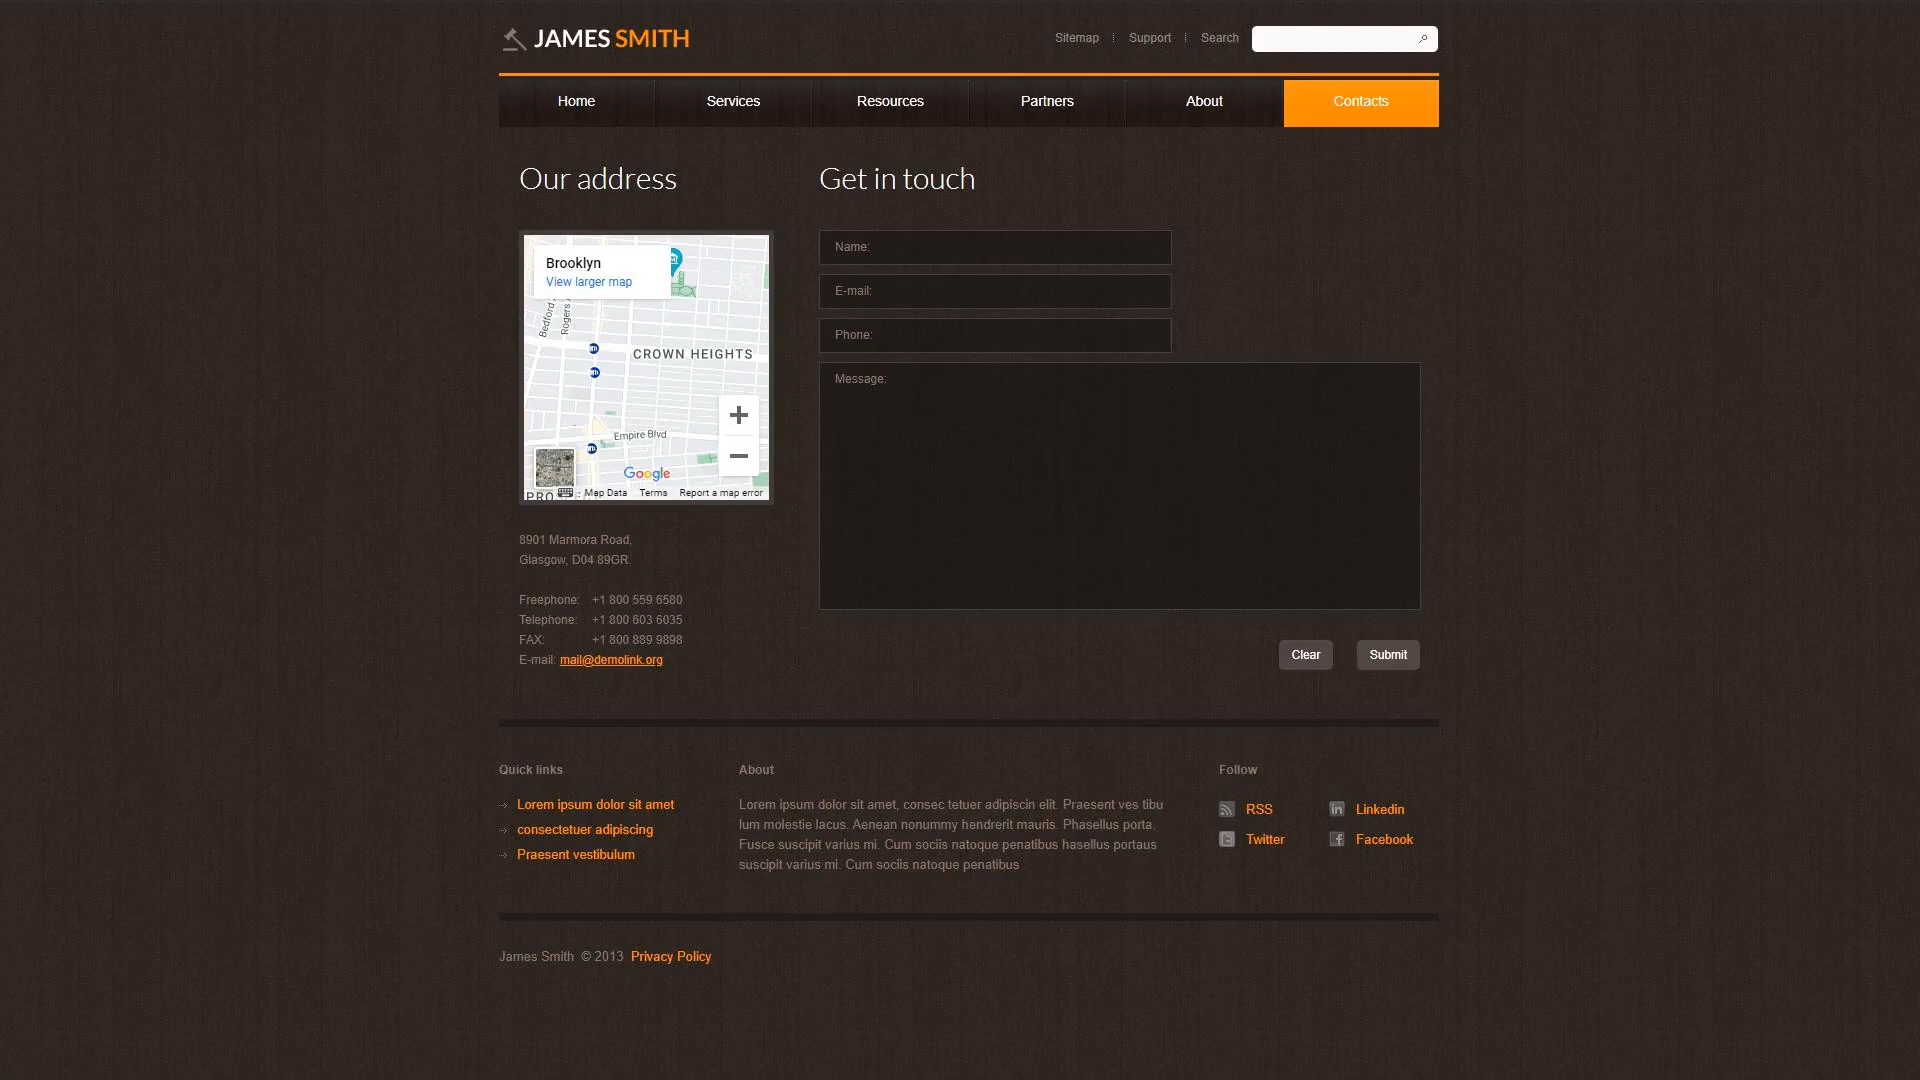 JAMES SMITH
Sitemap
Support
Search
Home
Services
Resources
Partners
About
Contacts
Our address
Brooklyn
View larger map
Bedford
Rogers
CROWN HEIGHTS
Empire Blvd
Google
Map Data
Terms
Report a map error
8901 Marmora Road,
Glasgow, D04 89GR.
Freephone: +1 800 559 6580
Telephone: +1 800 603 6035
FAX: +1 800 889 9898
E-mail: mail@demolink.org
Get in touch
Name:
E-mail:
Phone:
Message:
Clear
Submit
Quick links
Lorem ipsum dolor sit amet
consectetuer adipiscing
Praesent vestibulum
About
Lorem ipsum dolor sit amet, consec tetuer adipiscin elit. Praesent ves tibu
lum molestie lacus. Aenean nonummy hendrerit mauris. Phasellus porta.
Fusce suscipit varius mi. Cum sociis natoque penatibus hasellus portaus
suscipit varius mi. Cum sociis natoque penatibus
Follow
RSS
Linkedin
Twitter
Facebook
James Smith © 2013 Privacy Policy